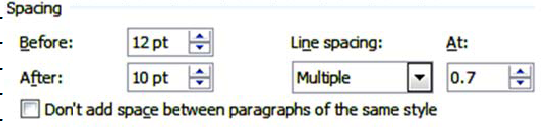 Spacing
Before: 12 pt Line spacing: At:
After: 10 pt Multiple 0.7
Don't add space between paragraphs of the same style